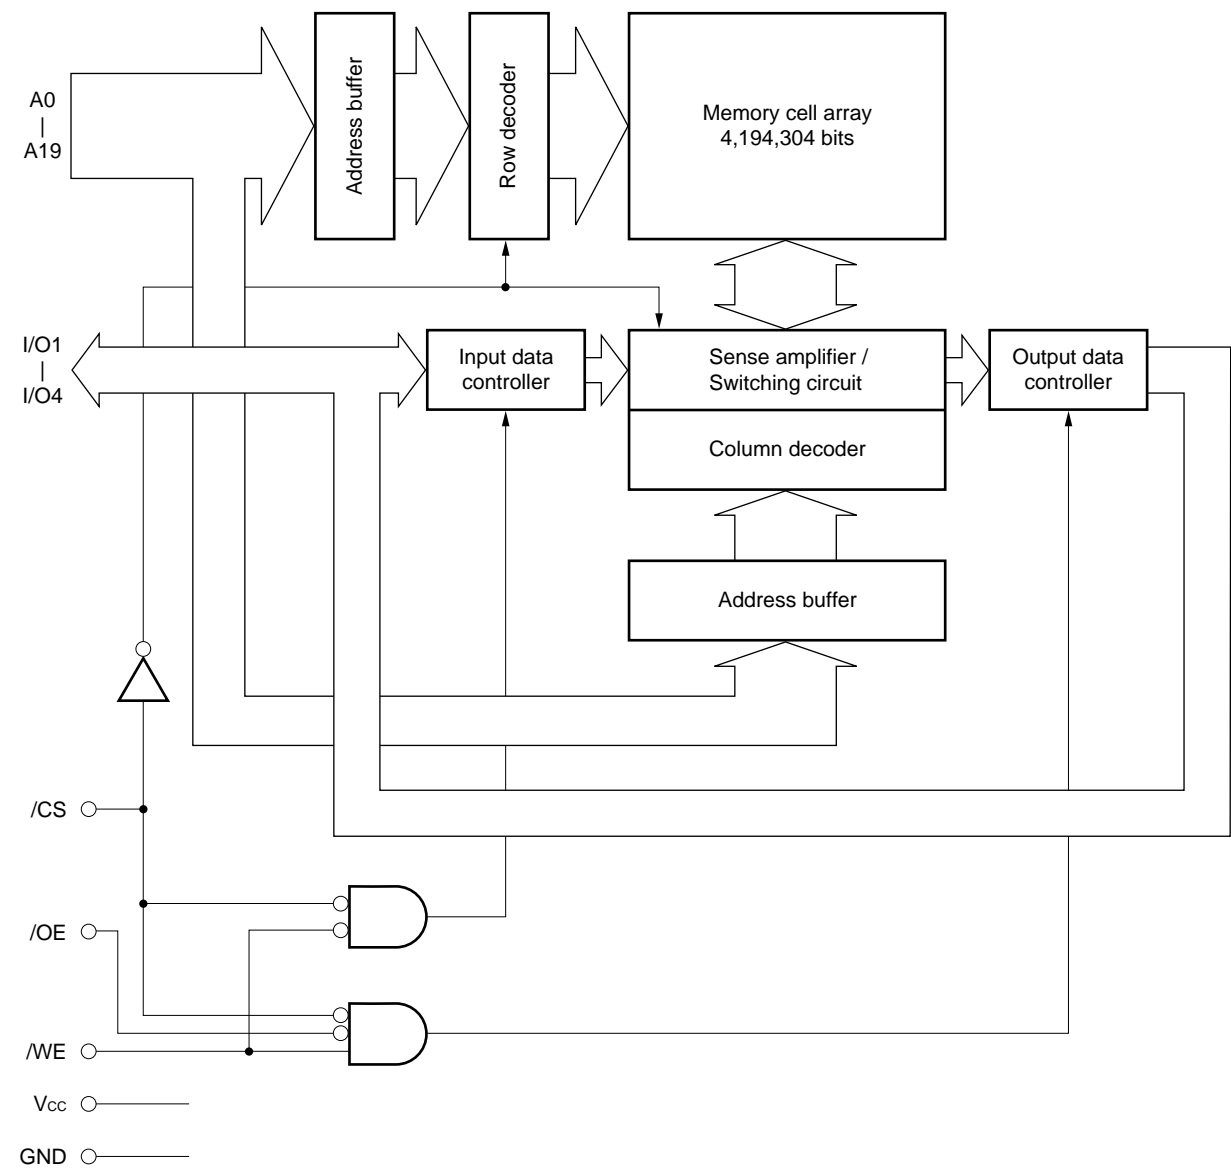 A0
|
A19
Address buffer
Row decoder
Memory cell array
4,194,304 bits
I/O1
|
I/O4
Input data
controller
Sense amplifier /
Switching circuit
Output data
controller
Column decoder
Address buffer
/CS
/OE
/WE
Vcc
GND